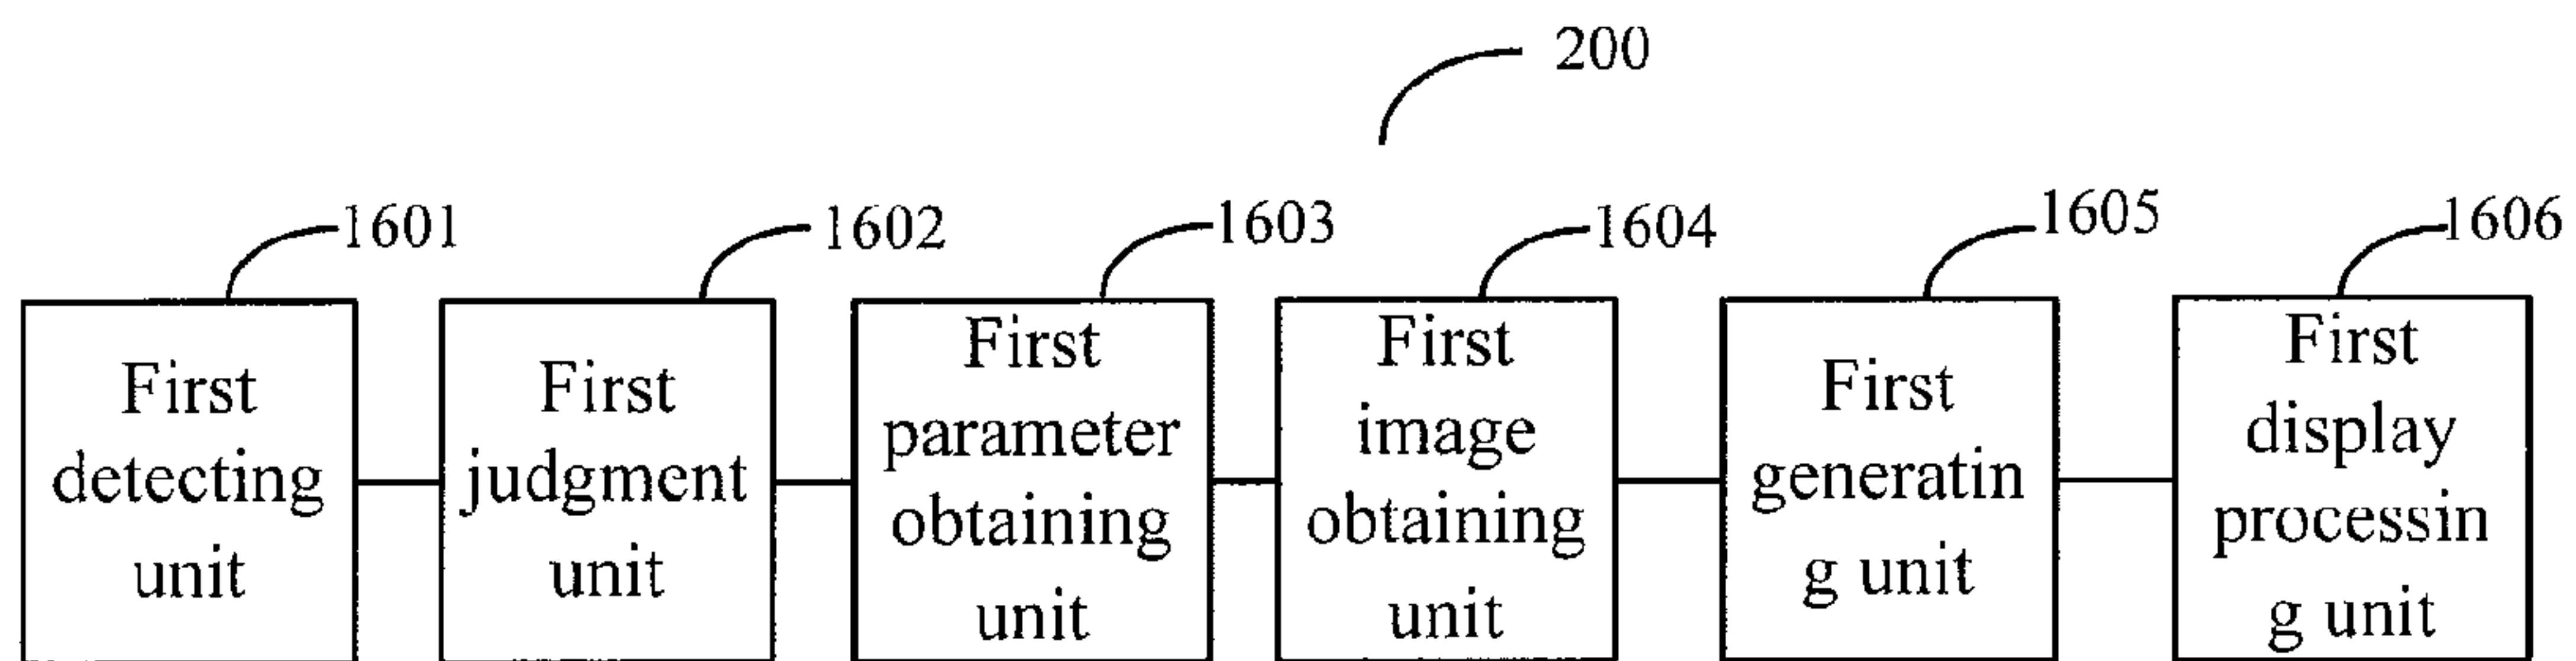 200
1601
1602
1603
1604
1605
1606
First
detecting
unit
First
judgment
unit
First
parameter
obtaining
unit
First
image
obtaining
unit
First
generatin
g unit
First
display
processin
g unit